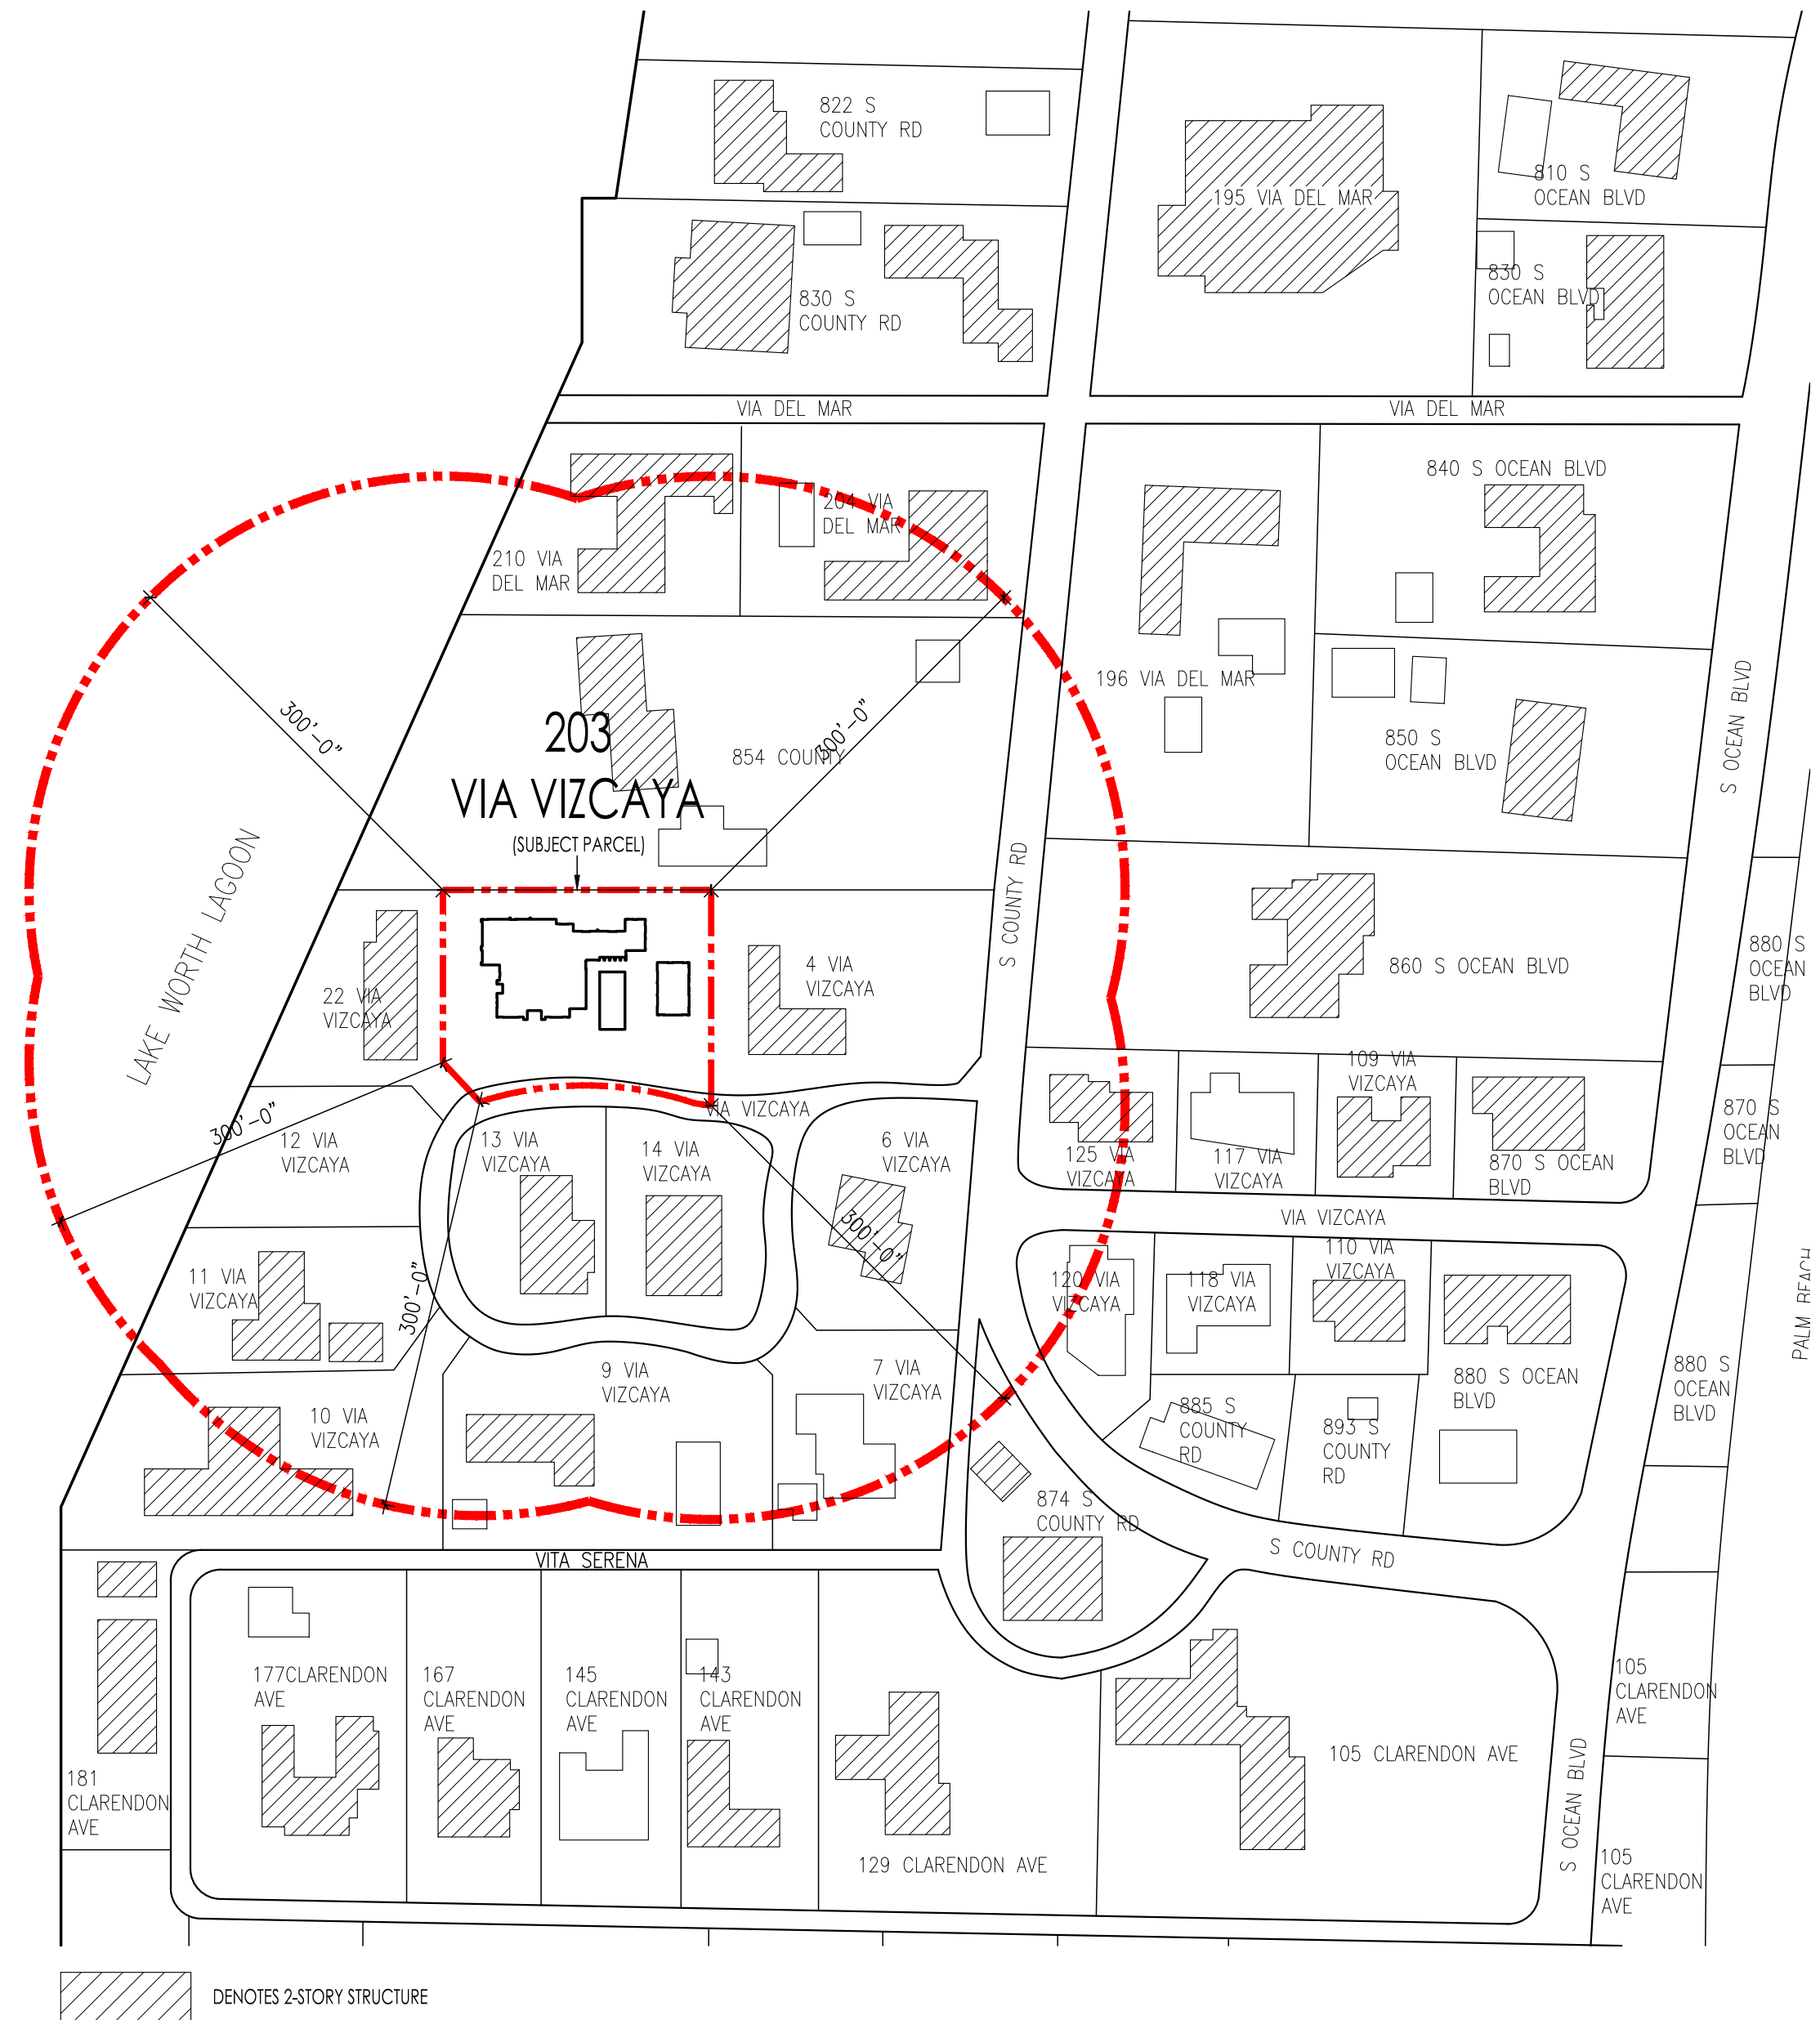 822 S
COUNTY RD
810 S
OCEAN BLVD
195 VIA DEL MAR
830 S
OCEAN BLVD
830 S
COUNTY RD
VIA DEL MAR
VIA DEL MAR
840 S OCEAN BLVD
204 VIA
DEL MAR
210 VIA
DEL MAR
196 VIA DEL MAR
S OCEAN BLVD
300'-0"
300'-0"
203
VIA VIZCAYA
(SUBJECT PARCEL)
854 COUNTY
850 S
OCEAN BLVD
LAKE WORTH LAGOON
S COUNTY RD
22 VIA
VIZCAYA
4 VIA
VIZCAYA
860 S OCEAN BLVD
880 S
OCEAN
BLVD
109 VIA
VIZCAYA
VIA VIZCAYA
870 S
OCEAN
BLVD
300'-0"
12 VIA
VIZCAYA
13 VIA
VIZCAYA
14 VIA
VIZCAYA
6 VIA
VIZCAYA
125 VIA
VIZCAYA
117 VIA
VIZCAYA
870 S OCEAN
BLVD
300'-0"
VIA VIZCAYA
110 VIA
VIZCAYA
11 VIA
VIZCAYA
300'-0"
120 VIA
VIZCAYA
118 VIA
VIZCAYA
PALM BEACH
9 VIA
VIZCAYA
7 VIA
VIZCAYA
880 S OCEAN
BLVD
880 S
OCEAN
BLVD
10 VIA
VIZCAYA
885 S
COUNTY
RD
893 S
COUNTY
RD
874 S
COUNTY RD
VITA SERENA
S COUNTY RD
177CLARENDON
AVE
167
CLARENDON
AVE
145
CLARENDON
AVE
143
CLARENDON
AVE
105
CLARENDON
AVE
181
CLARENDON
AVE
105 CLARENDON AVE
S OCEAN BLVD
129 CLARENDON AVE
105
CLARENDON
AVE
DENOTES 2-STORY STRUCTURE